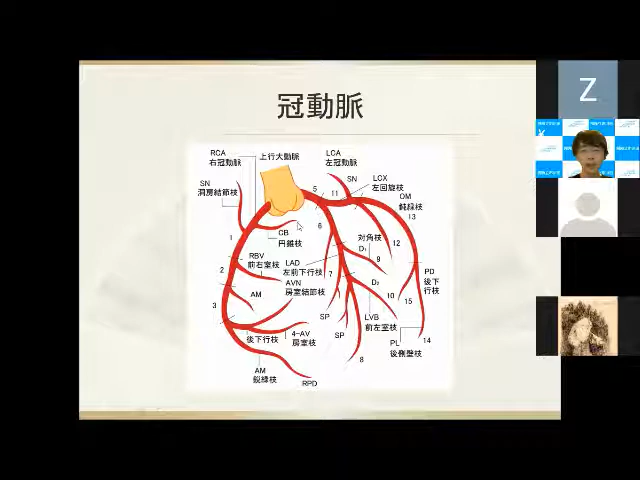 冠動脈
RCA
右冠動脈
上行大動脈
LCA
左冠動脈
SN
洞房結節枝
SN
LCX
左回旋枝
OM
鈍縁枝
5
11
13
6
12
1
CB
円錐枝
対角枝
D₁
9
RBV
前右室枝
2
LAD
左前下行枝
7
AVN
房室結節枝
D₂
10
15
PD
後下
行枝
AM
3
SP
LVB
前左室枝
4-AV
房室枝
後下行枝
SP
PL
後側壁枝
14
8
AM
鋭縁枝
RPD
Z